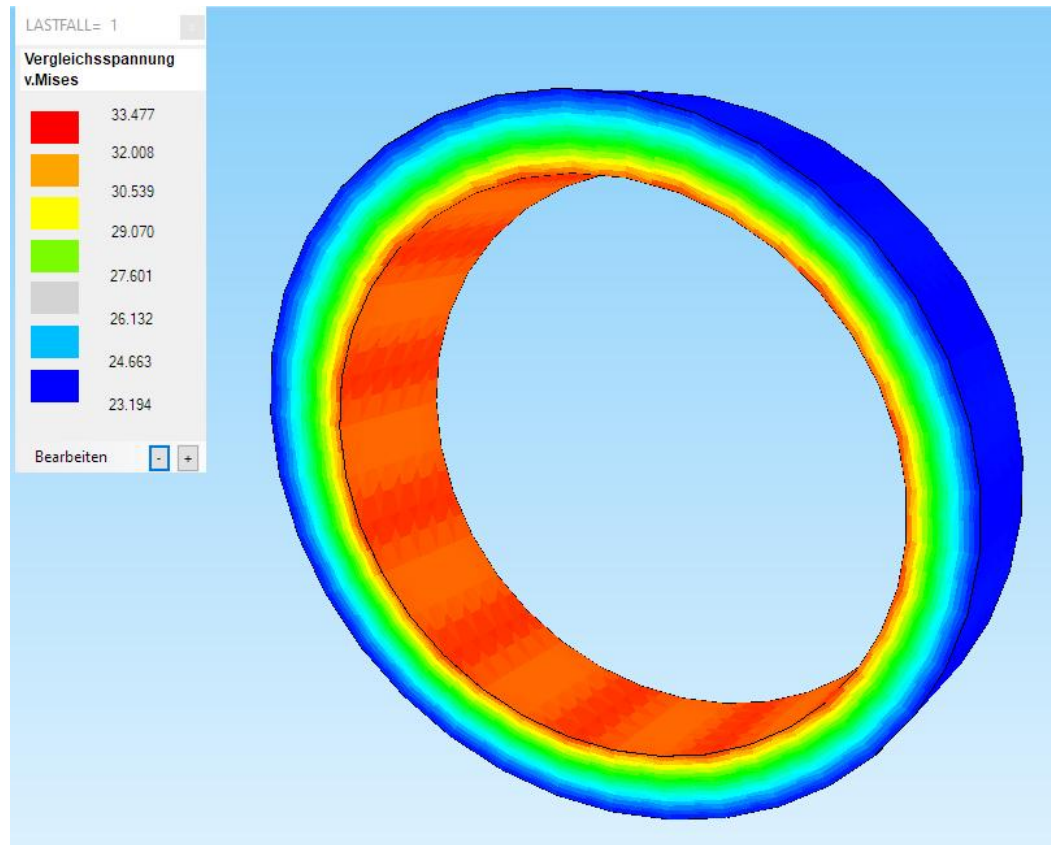 LASTFALL= 1
Vergleichsspannung
v.Mises
33.477
32.008
30.539
29.070
27.601
26.132
24.663
23.194
Bearbeiten - +